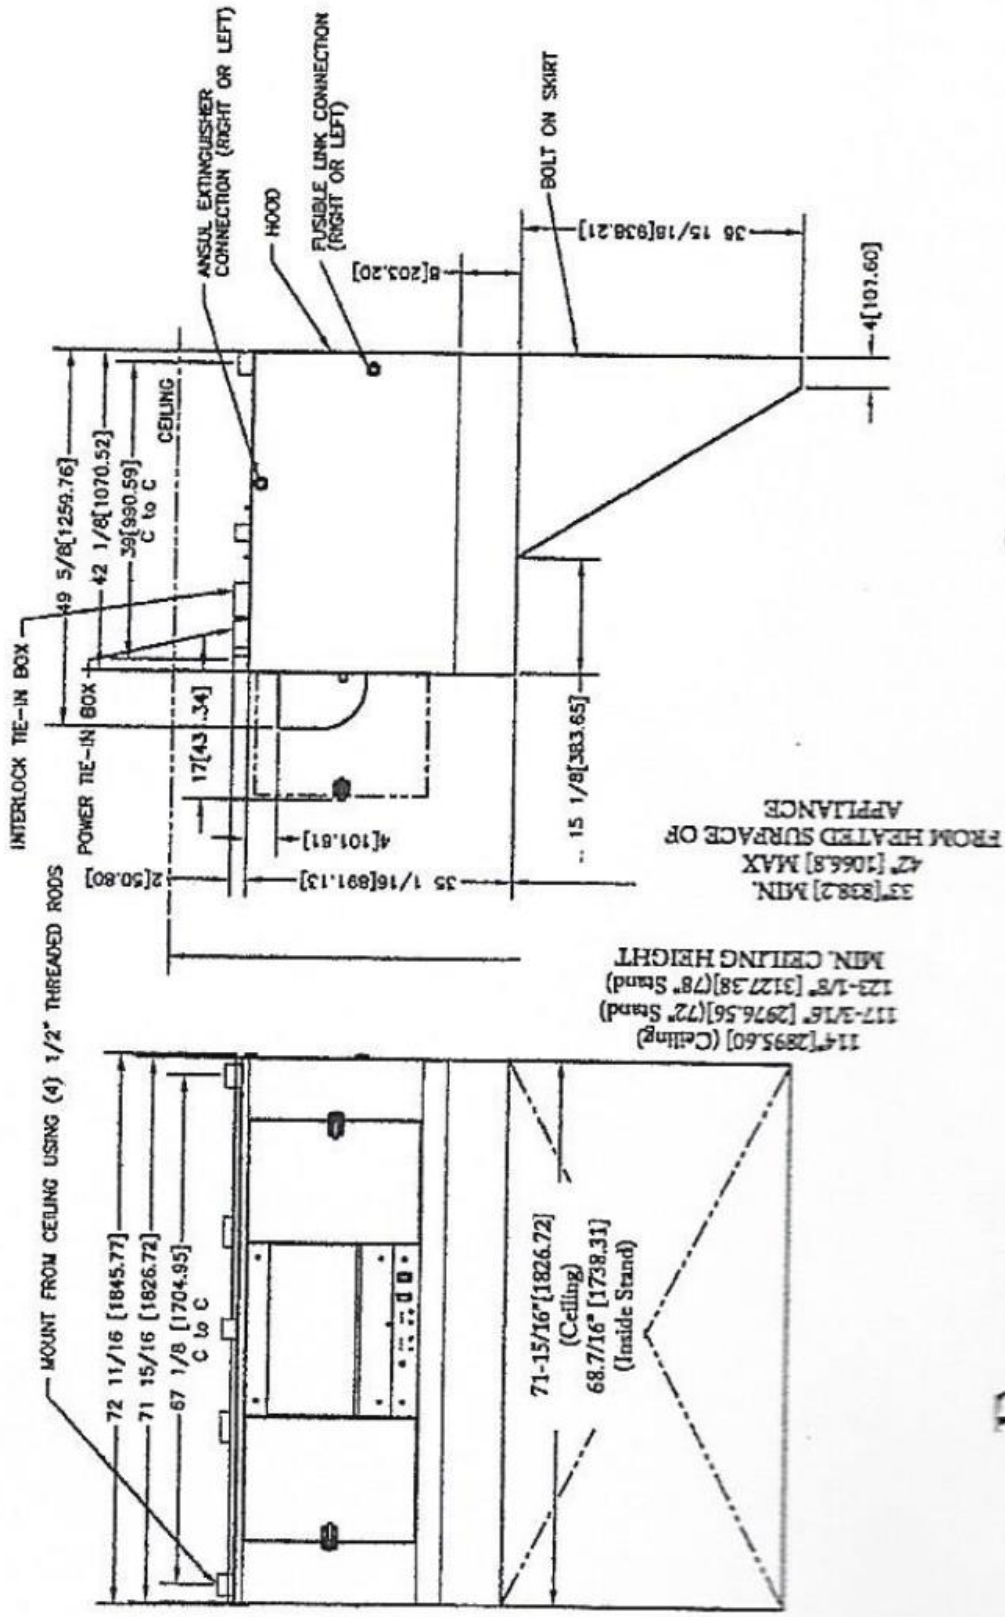 MOUNT FROM CEILING USING (4) 1/2" THREADED RODS
72 11/16 [1845.77]
71 15/16 [1826.72]
67 1/8 [1704.95]
C to C
71-15/16"[1826.72]
(Ceiling)
68.7/16" [1738.31]
(Inside Stand)
INTERLOCK TIE-IN BOX
POWER TIE-IN BOX
49 5/8[1259.76]
42 1/8[1070.52]
39[990.59]
C to C
CEILING
ANSUL EXTINGUISHER
CONNECTION (RIGHT OR LEFT)
HOOD
FUSIBLE LINK CONNECTION
(RIGHT OR LEFT)
BOLT ON SKIRT
17[43 .34]
4[101.61]
2[50.80]
35 1/16[891.13]
15 1/8[383.65]
8[203.20]
36 15/18[938.21]
4[101.60]
33"[838.2] MIN.
42" [1066.8] MAX
FROM HEATED SURFACE OF
APPLIANCE
114"[2895.60] (Ceiling)
117-3/16" [2976.56](72" Stand)
123-1/8" [3127.38](78" Stand)
MIN. CEILING HEIGHT